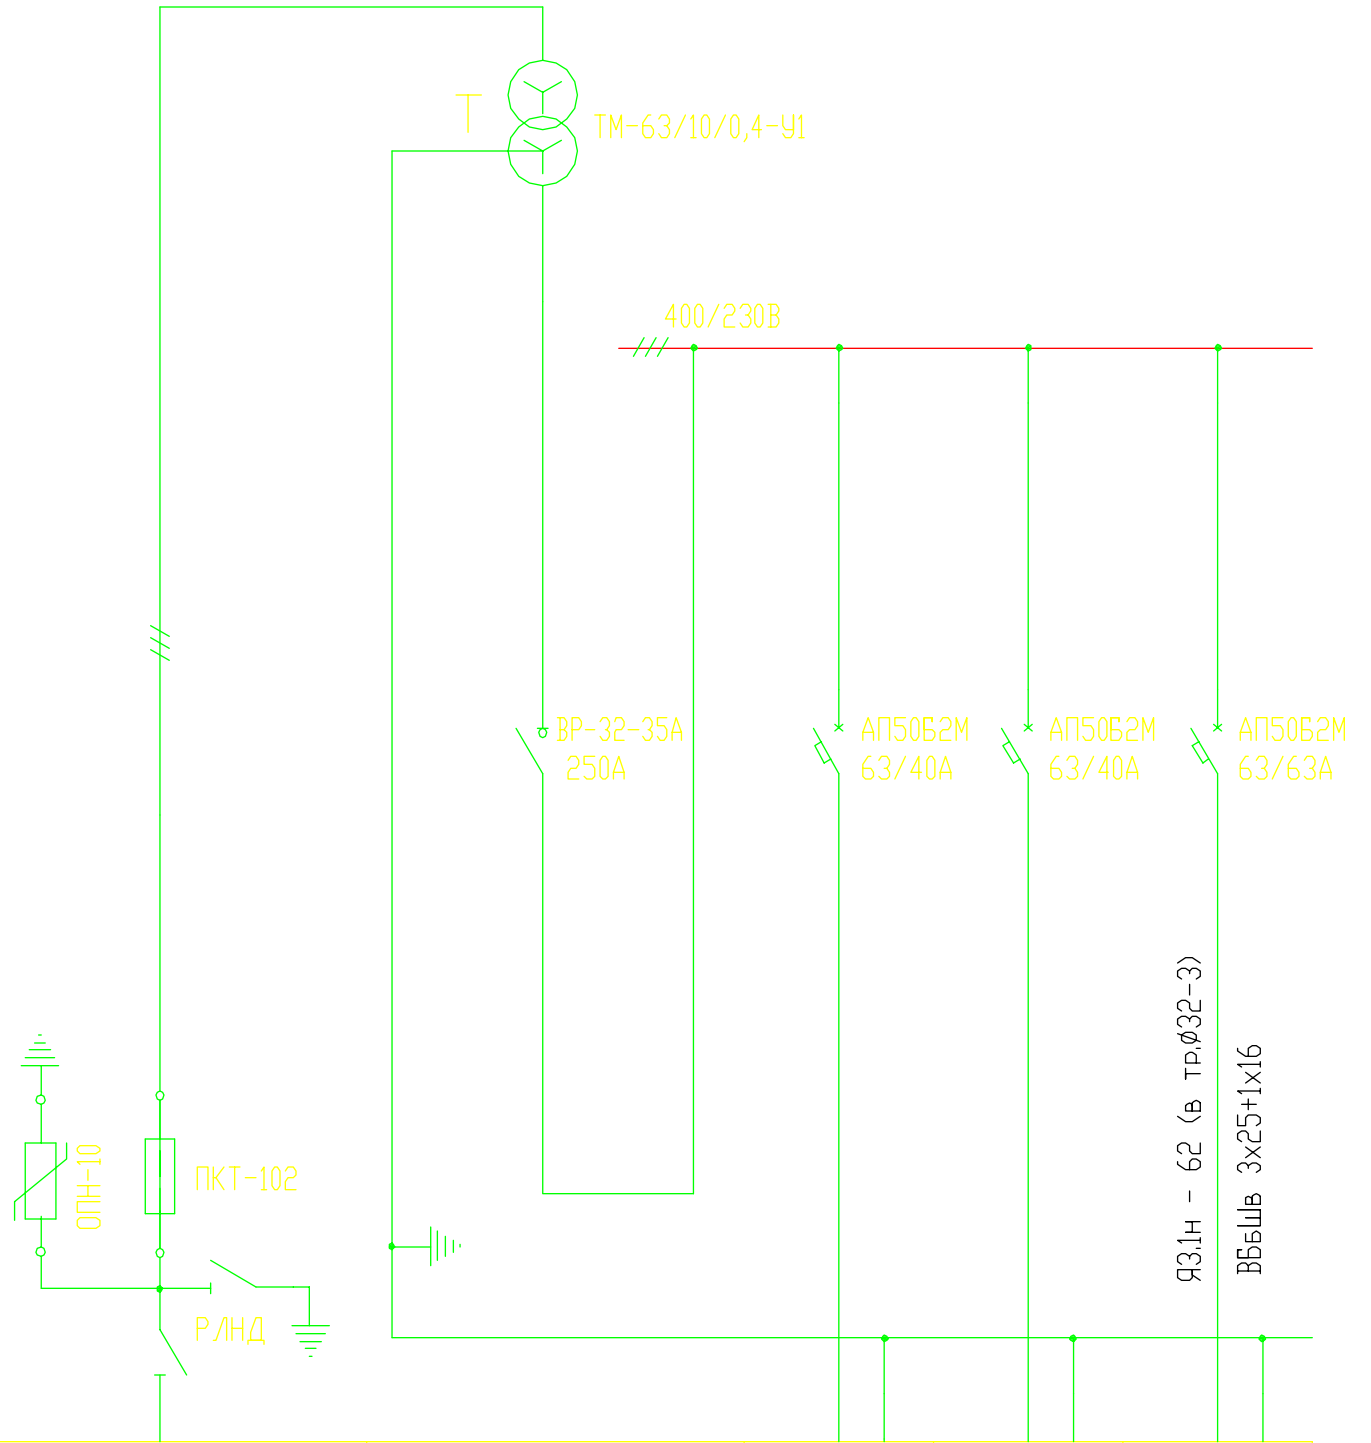 Т
ТМ-63/10/0,4-У1
400/230В
ВР-32-35А
250А
АП50Б2М
63/40А
АП50Б2М
63/40А
АП50Б2М
63/63А
ОПН-10
ПКТ-102
РЛНД
ЯЗ.1н - 62 (в тр.Ø32-3)
ВБбШв 3х25+1х16